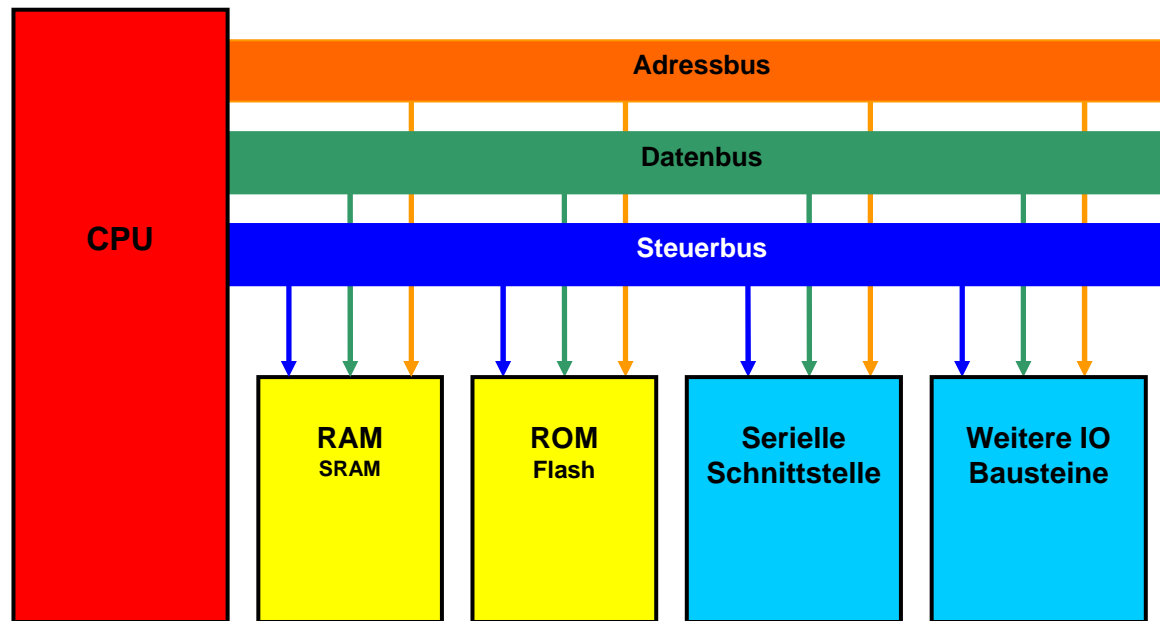 Adressbus
Datenbus
CPU
Steuerbus
RAM
SRAM
ROM
Flash
Serielle
Schnittstelle
Weitere IO
Bausteine